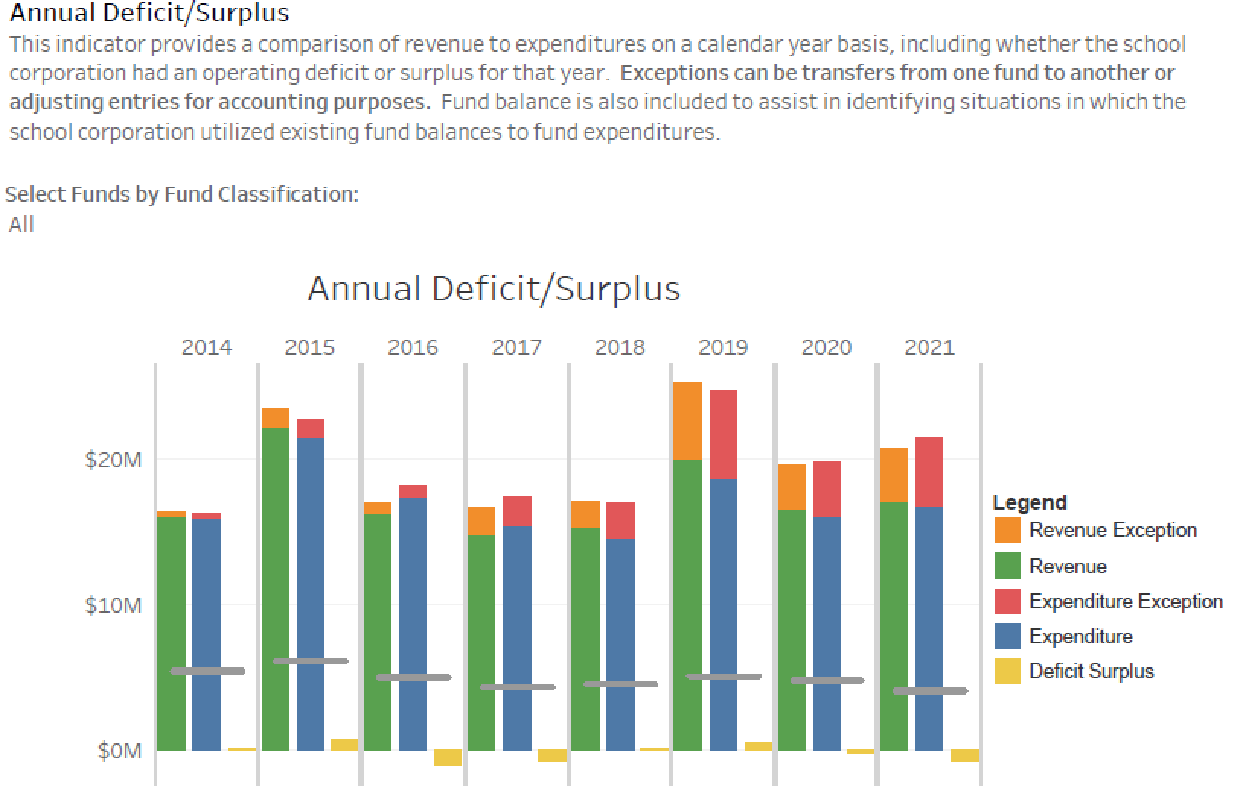 Annual Deficit/Surplus
This indicator provides a comparison of revenue to expenditures on a calendar year basis, including whether the school
corporation had an operating deficit or surplus for that year. Exceptions can be transfers from one fund to another or
adjusting entries for accounting purposes. Fund balance is also included to assist in identifying situations in which the
school corporation utilized existing fund balances to fund expenditures.
Select Funds by Fund Classification:
All
Annual Deficit/Surplus
2014 2015 2016 2017 2018 2019 2020 2021
$20M
$10M
$0M
Legend
Revenue Exception
Revenue
Expenditure Exception
Expenditure
Deficit Surplus